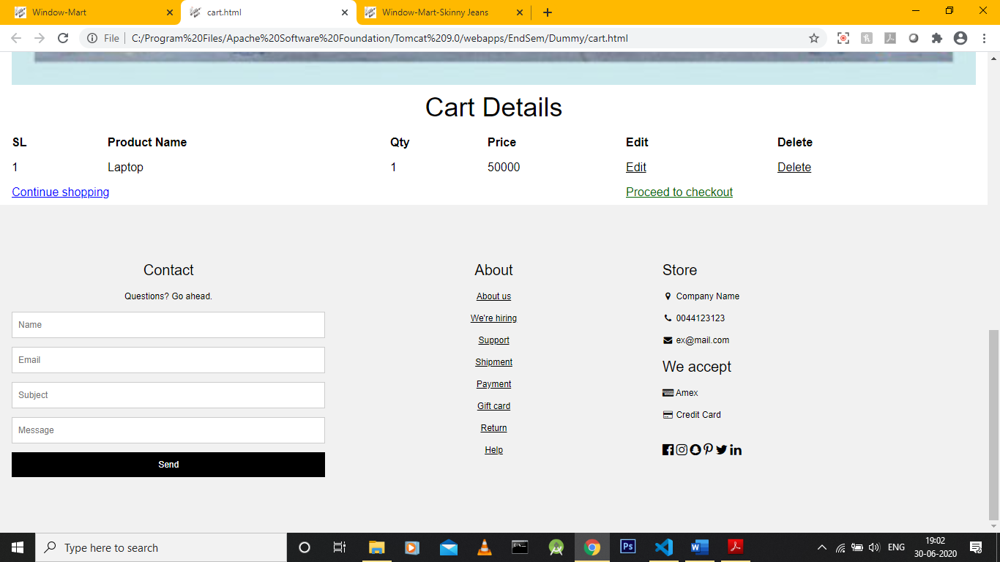 Window-Mart
cart.html
Window-Mart-Skinny Jeans
File
C:/Program%20Files/Apache%20Software%20Foundation/Tomcat%209.0/webapps/EndSem/Dummy/cart.html
Cart Details
SL Product Name Qty Price Edit Delete
1 Laptop 1 50000 Edit Delete
Continue shopping Proceed to checkout
Contact
Questions? Go ahead.
Name
Email
Subject
Message
Send
About
About us
We're hiring
Support
Shipment
Payment
Gift card
Return
Help
Store
Company Name
0044123123
ex@mail.com
We accept
Amex
Credit Card
Type here to search
Ps
ENG
19:02
30-06-2020